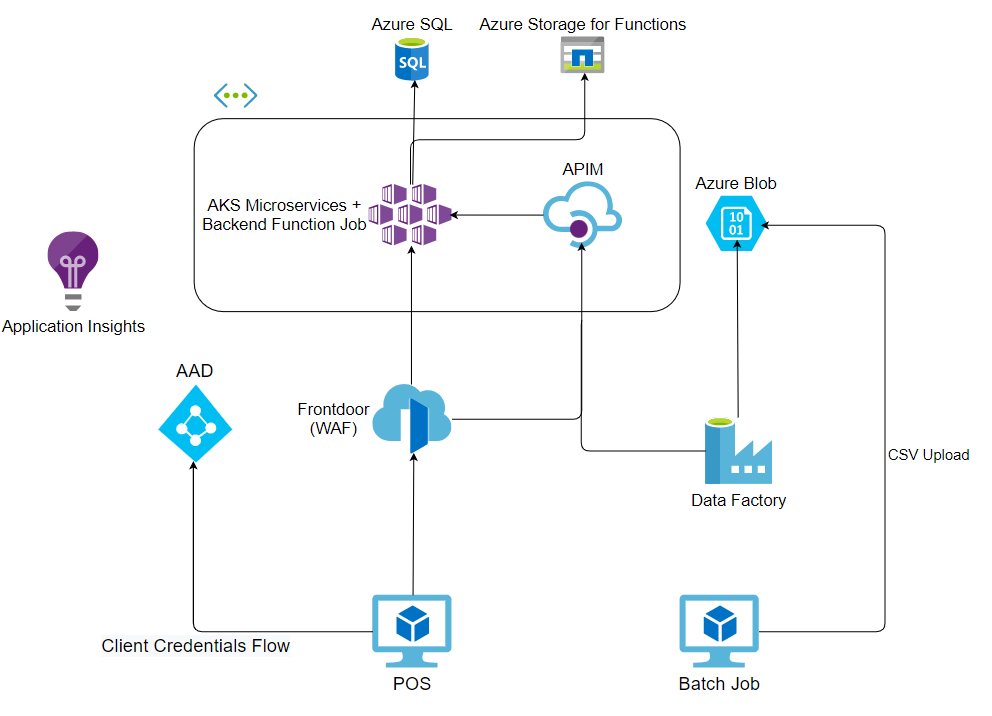 Azure SQL
Azure Storage for Functions
SQL
APIM
Azure Blob
AKS Microservices +
Backend Function Job
10
01
Application Insights
AAD
Frontdoor
(WAF)
CSV Upload
Data Factory
Client Credentials Flow
POS
Batch Job